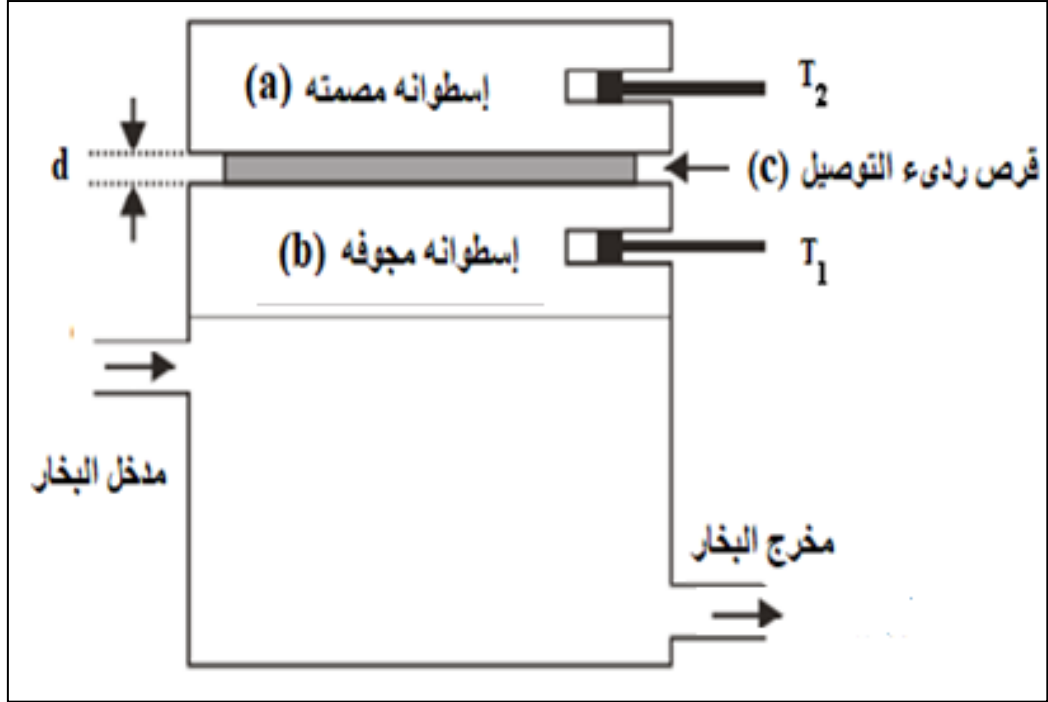 إسطوانه مصمته (a)
T2
d
قرص ردىء التوصيل (c)
إسطوانه مجوفه (b)
T1
مدخل البخار
مخرج البخار